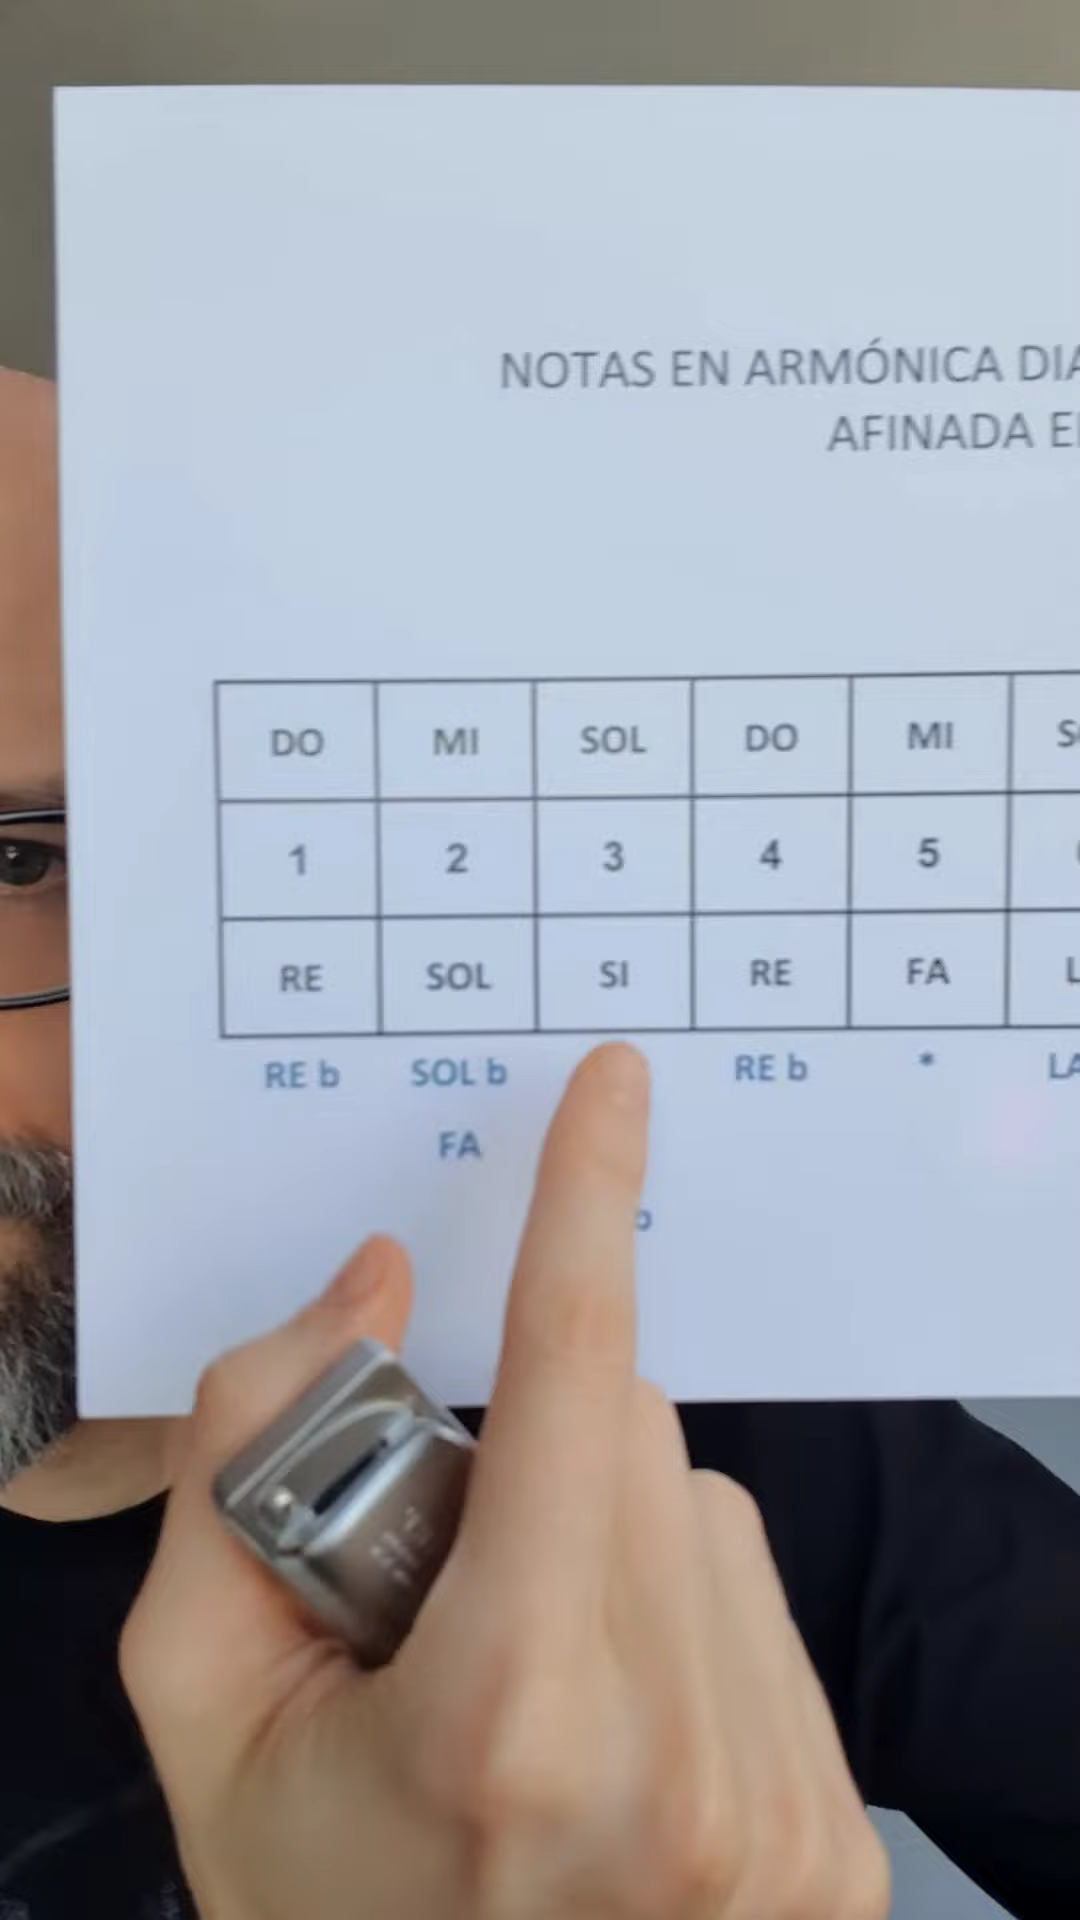 NOTAS EN ARMÓNICA
AFINADA
DO MI SOL DO MI
1 2 3 4 5
RE SOL SI RE FA
RE b SOL b RE b *
FA
b